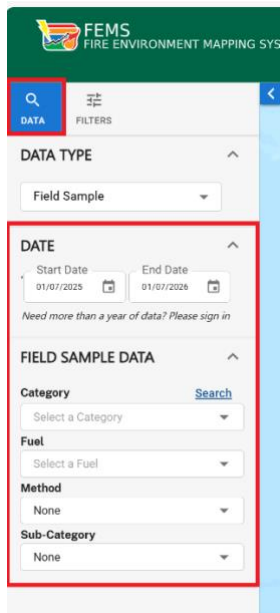 FEMS
FIRE ENVIRONMENT MAPPING SYS
DATA
FILTERS
DATA TYPE
Field Sample
DATE
Start Date
End Date
01/07/2025
01/07/2026
Need more than a year of data? Please sign in
FIELD SAMPLE DATA
Category
Search
Select a Category
Fuel
Select a Fuel
Method
None
Sub-Category
None